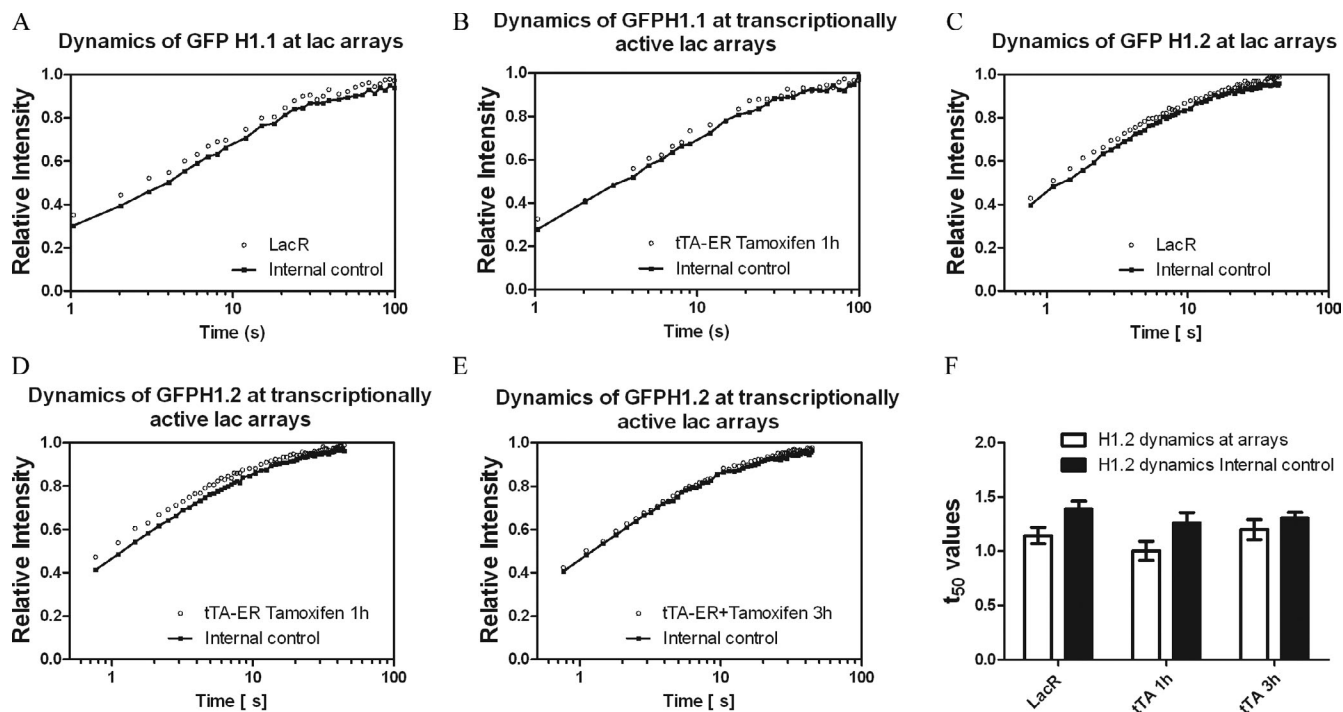 A
Dynamics of GFP H1.1 at lac arrays
Relative Intensity
1.0
0.8
0.6
0.4
0.2
0.0
LacR
Internal control
1
10
100
Time (s)
B
Dynamics of GFPH1.1 at transcriptionally
active lac arrays
Relative Intensity
1.0
0.8
0.6
0.4
0.2
0.0
tTA-ER Tamoxifen 1h
Internal control
1
10
100
Time (s)
C
Dynamics of GFP H1.2 at lac arrays
Relative Intensity
1.0
0.8
0.6
0.4
0.2
0.0
LacR
Internal control
1
10
100
Time [ s]
D
Dynamics of GFPH1.2 at transcriptionally
active lac arrays
Relative Intensity
1.0
0.8
0.6
0.4
0.2
0.0
tTA-ER Tamoxifen 1h
Internal control
1
10
100
Time [ s]
E
Dynamics of GFPH1.2 at transcriptionally
active lac arrays
Relative Intensity
1.0
0.8
0.6
0.4
0.2
0.0
tTA-ER+Tamoxifen 3h
Internal control
1
10
100
Time [ s]
F
H1.2 dynamics at arrays
H1.2 dynamics Internal control
t50 values
2.0
1.5
1.0
0.5
0.0
LacR
tTA 1h
tTA 3h